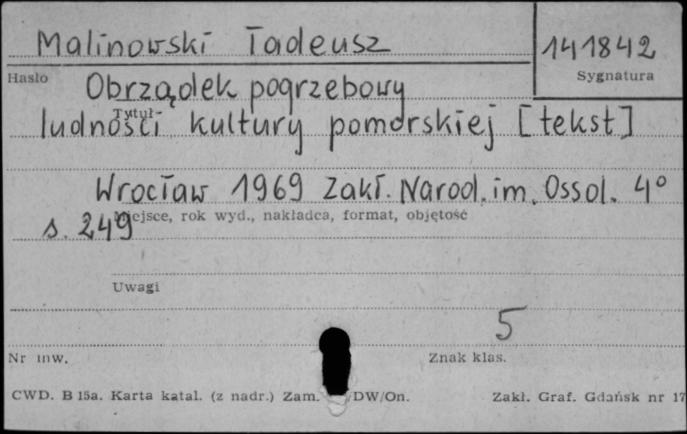 Malinowski Tadeusz
141842
Hasło
Sygnatura
Obrządek pogrzebowy
Tytuł
ludności kultury pomorskiej [tekst]
Wrocław 1969 Zakł. Narod. im. Ossol. 4°
Miejsce, rok wyd., nakładca, format, objętość
s. 249
Uwagi
5
Nr inw.
Znak klas.
CWD. B 15a. Karta katal. (z nadr.) Zam. DW/On.
Zakł. Graf. Gdańsk nr 17